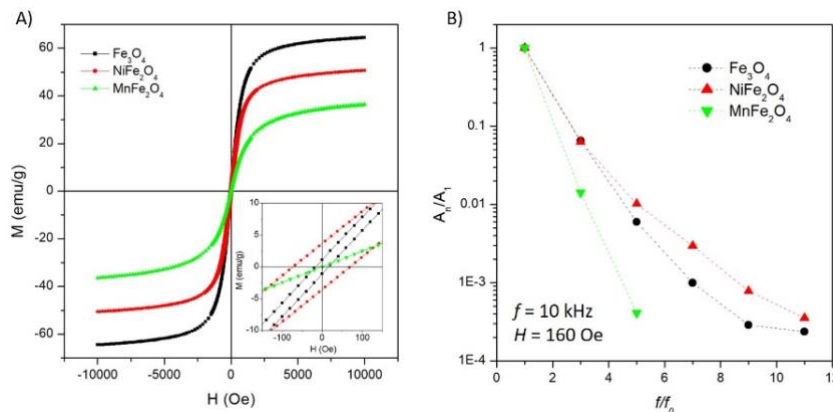 A)
M (emu/g)
60
40
20
0
-20
-40
-60
Fe₃O₄
NiFe₂O₄
MnFe₂O₄
M (emu/g)
10
5
0
-5
-10
-100 0 100
H (Oe)
-10000 -5000 0 5000 10000
H (Oe)
B)
Aₙ/A₁
1
0.1
0.01
1E-3
1E-4
Fe₃O₄
NiFe₂O₄
MnFe₂O₄
f = 10 kHz
H = 160 Oe
0 2 4 6 8 10 12
f/f₀